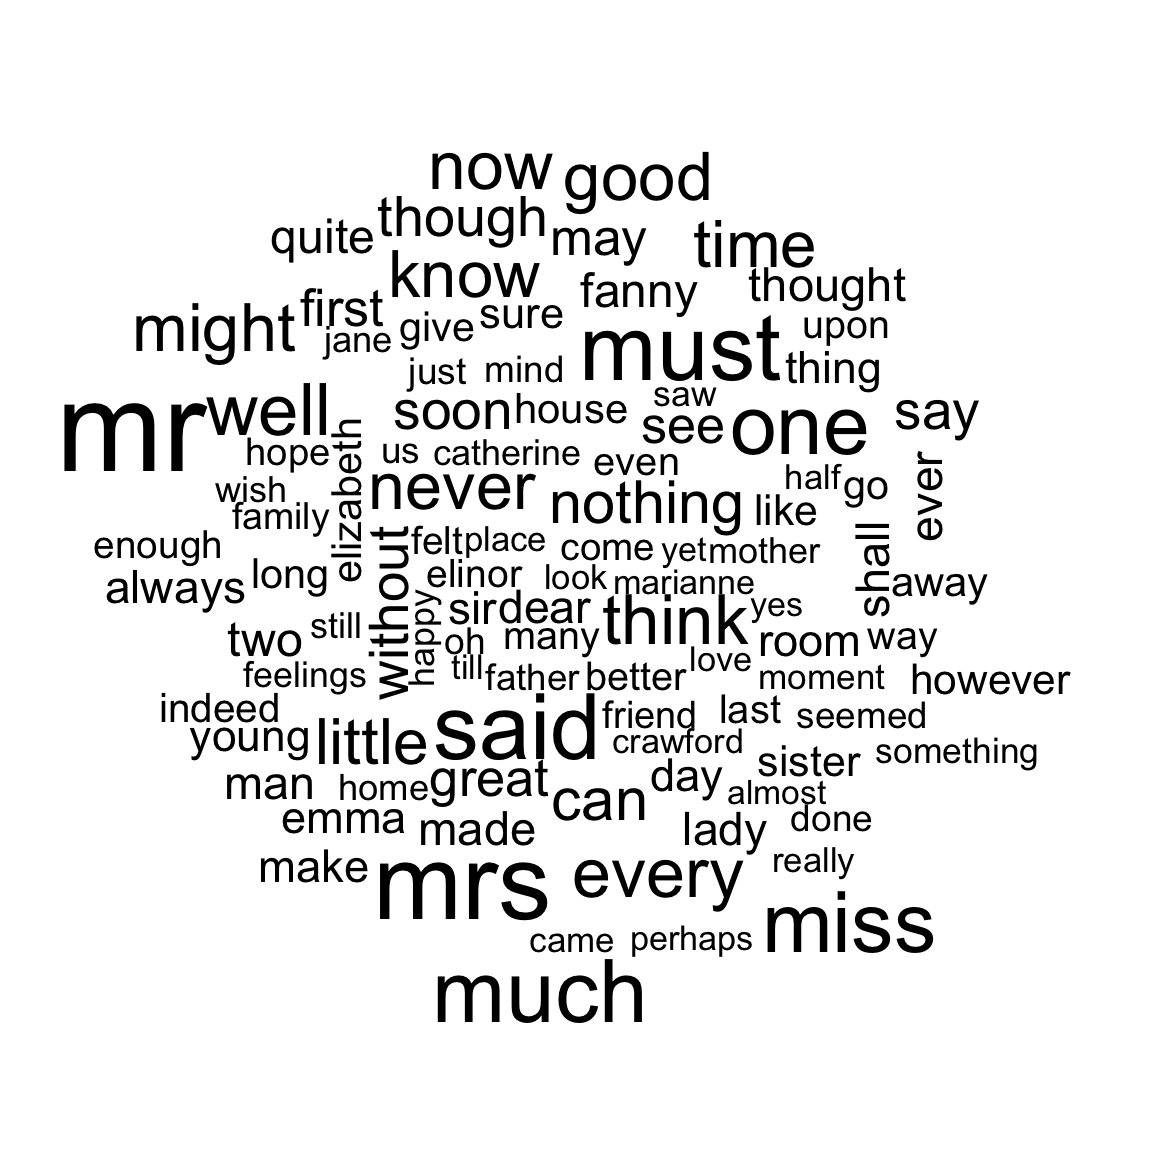 now good
quite though may time
know fanny thought
might first jane give sure must upon
just mind thing
mr well soon house saw see one say
hope elizabeth us catherine even half go ever
wish never nothing like
family
enough without felt place come yet mother shall
always long elinor look marianne away
happy sir dear think yes
two still oh many room way
feelings till father better love moment however
indeed said friend last seemed
young little crawford sister something
man home great can day almost
emma made lady done
make mrs every really
came perhaps miss
much